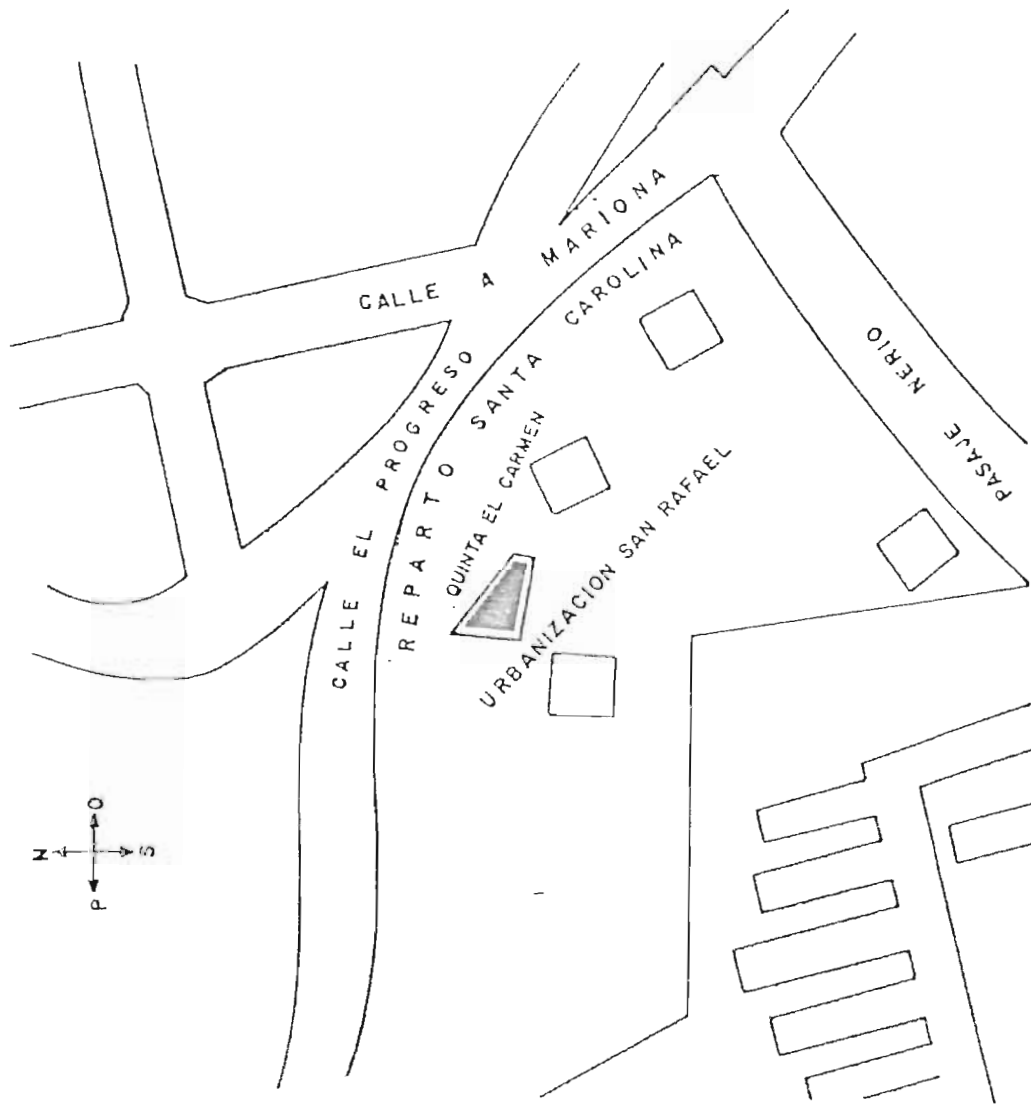 CALLE A MARIONA
CALLE EL PROGRESO
REPARTO SANTA CAROLINA
QUINTA EL CARMEN
URBANIZACION SAN RAFAEL
PASAJE NERIO
N
P O
S